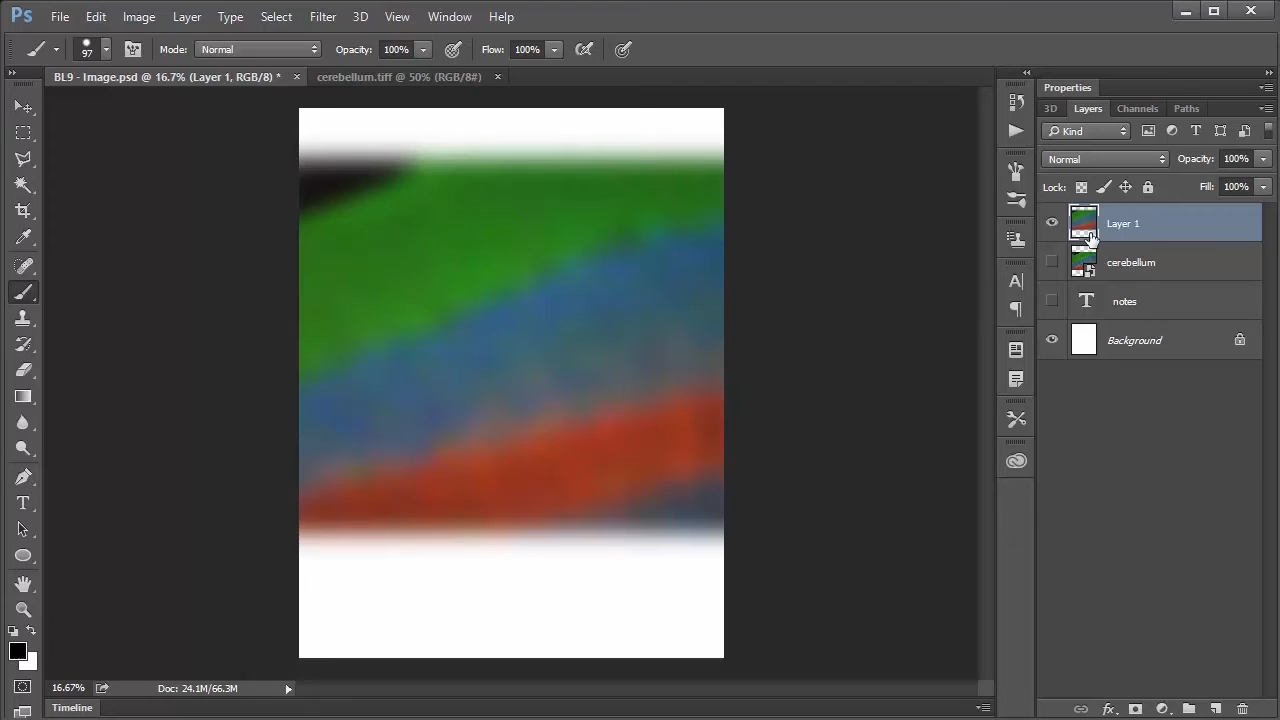 Ps File Edit Image Layer Type Select Filter 3D View Window Help
97 Mode: Normal Opacity: 100% Flow: 100%
BL9 - Image.psd @ 16.7% (Layer 1, RGB/8) * × cerebellum.tiff @ 50% (RGB/8#) ×
Properties
3D Layers Channels Paths
Kind
Normal Opacity: 100%
Lock: Fill: 100%
Layer 1
cerebellum
T notes
Background
16.67% Doc: 24.1M/66.3M
Timeline